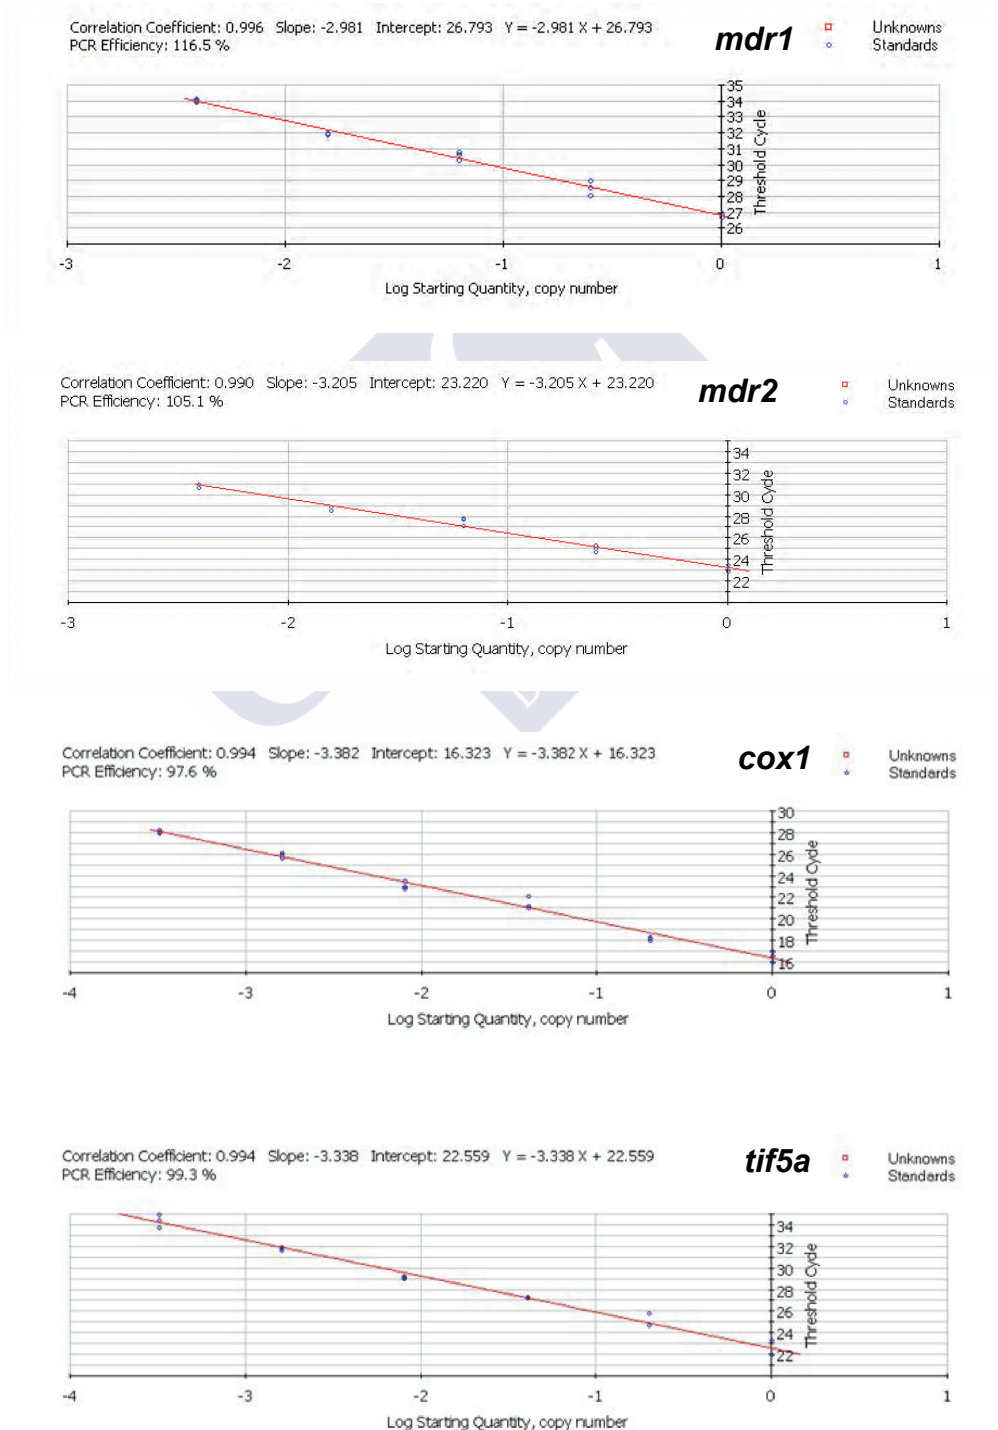 Correlation Coefficient: 0.996 Slope: -2.981 Intercept: 26.793 Y = -2.981 X + 26.793
PCR Efficiency: 116.5 %
mdr1
Unknowns
Standards
35
34
33
32
31
30
29
28
27
26
Threshold Cycle
-3 -2 -1 0 1
Log Starting Quantity, copy number
Correlation Coefficient: 0.990 Slope: -3.205 Intercept: 23.220 Y = -3.205 X + 23.220
PCR Efficiency: 105.1 %
mdr2
Unknowns
Standards
34
32
30
28
26
24
22
Threshold Cycle
-3 -2 -1 0 1
Log Starting Quantity, copy number
Correlation Coefficient: 0.994 Slope: -3.382 Intercept: 16.323 Y = -3.382 X + 16.323
PCR Efficiency: 97.6 %
cox1
Unknowns
Standards
30
28
26
24
22
20
18
16
Threshold Cycle
-4 -3 -2 -1 0 1
Log Starting Quantity, copy number
Correlation Coefficient: 0.994 Slope: -3.338 Intercept: 22.559 Y = -3.338 X + 22.559
PCR Efficiency: 99.3 %
tif5a
Unknowns
Standards
34
32
30
28
26
24
22
Threshold Cycle
-4 -3 -2 -1 0 1
Log Starting Quantity, copy number